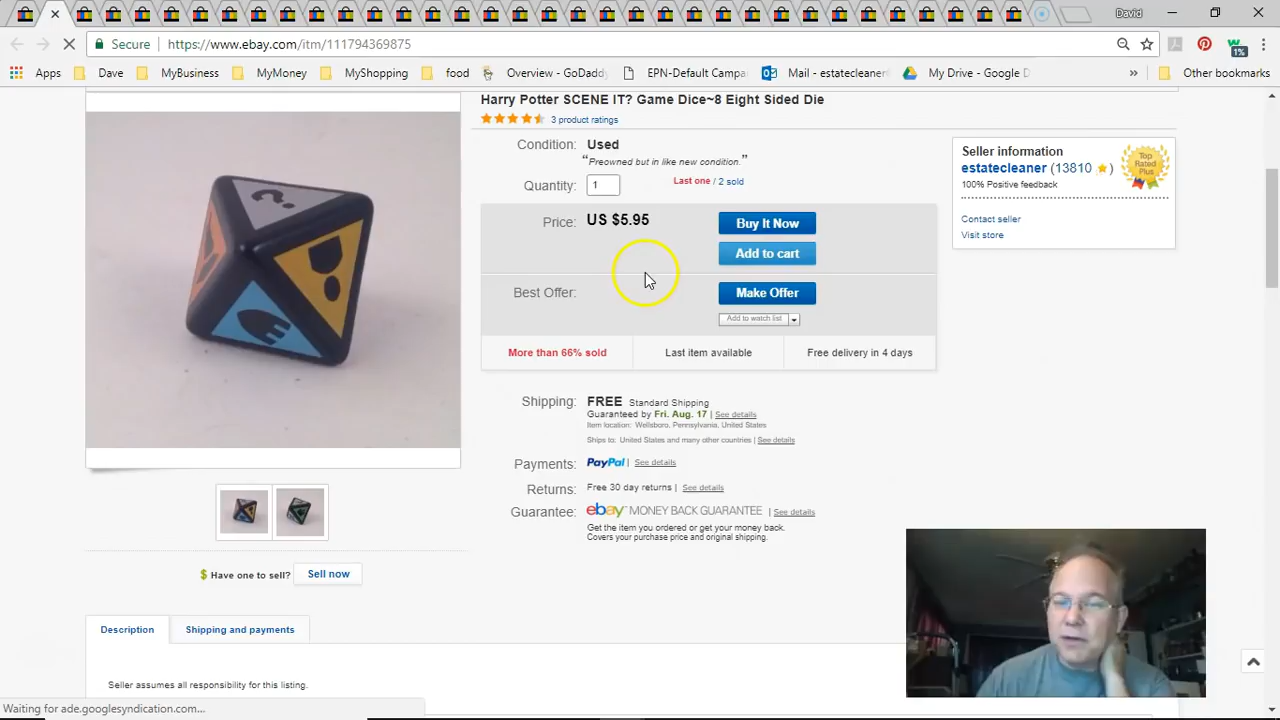 David
Secure
https://www.ebay.com/itm/111794369875
1%
Apps
Dave
MyBusiness
MyMoney
MyShopping
food
Overview - GoDaddy
EPN-Default Campa
Mail - estatecleaner
My Drive - Google D
»
Other bookmarks
Harry Potter SCENE IT? Game Dice~8 Eight Sided Die
3 product ratings
Condition: Used
“Preowned but in like new condition.”
Quantity: 1
Last one / 2 sold
Price: US $5.95
Buy It Now
Add to cart
Best Offer:
Make Offer
Add to watch list
More than 66% sold
Last item available
Free delivery in 4 days
Seller information
estatecleaner (13810 )
100% Positive feedback
Top
Rated
Plus
Contact seller
Visit store
Shipping: FREE Standard Shipping
Guaranteed by Fri. Aug. 17 | See details
Item location: Wellsboro, Pennsylvania, United States
Ships to: United States and many other countries | See details
Payments: PayPal | See details
Returns: Free 30 day returns | See details
Guarantee: ebay MONEY BACK GUARANTEE | See details
Get the item you ordered or get your money back.
Covers your purchase price and original shipping.
?
$ Have one to sell? Sell now
Description
Shipping and payments
Seller assumes all responsibility for this listing.
Waiting for ade.googlesyndication.com...